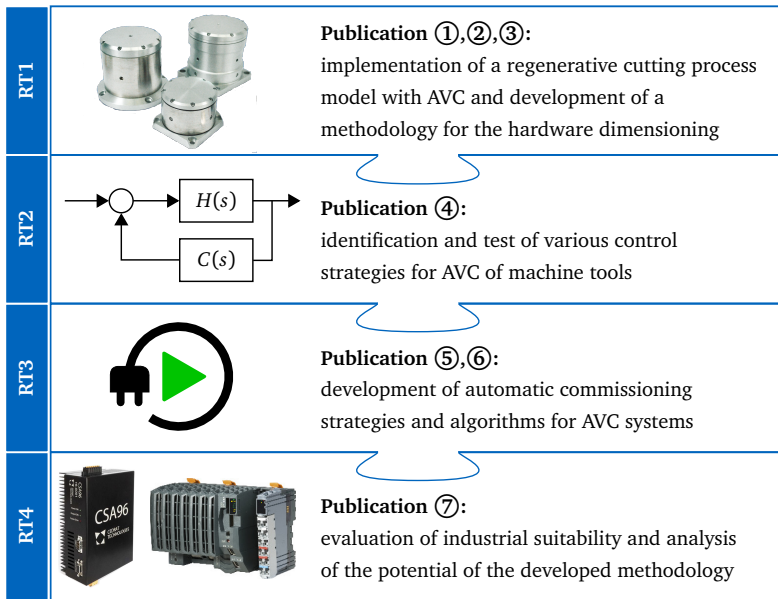 RT1
Publication ①,②,③:
implementation of a regenerative cutting process
model with AVC and development of a
methodology for the hardware dimensioning
RT2
H(s)
C(s)
Publication ④:
identification and test of various control
strategies for AVC of machine tools
RT3
Publication ⑤,⑥:
development of automatic commissioning
strategies and algorithms for AVC systems
RT4
CSA96
CSA96
CEDRAT
TECHNOLOGIES
Publication ⑦:
evaluation of industrial suitability and analysis
of the potential of the developed methodology